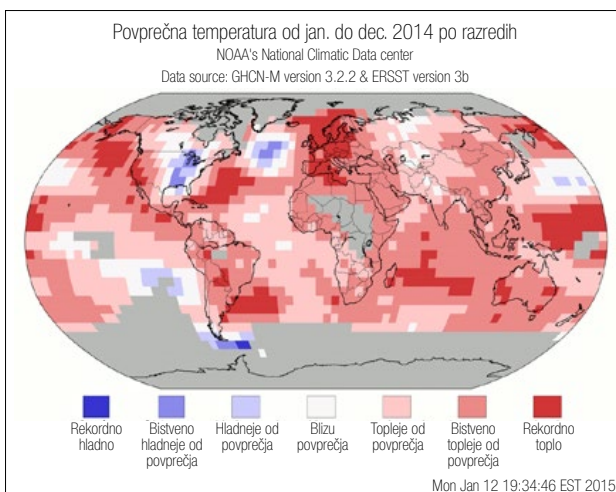 Povprečna temperatura od jan. do dec. 2014 po razredih
NOAA's National Climatic Data center
Data source: GHCN-M version 3.2.2 & ERSST version 3b
Rekordno
hladno
Bistveno
hladneje od
povprečja
Hladneje od
povprečja
Blizu
povprečja
Topleje od
povprečja
Bistveno
topleje od
povprečja
Rekordno
toplo
Mon Jan 12 19:34:46 EST 2015